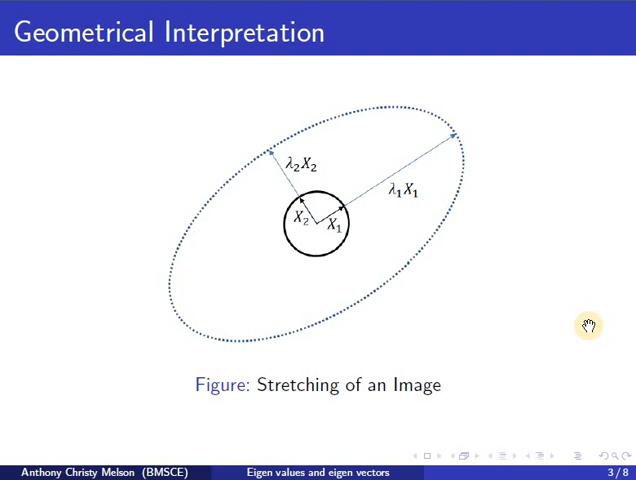 Geometrical Interpretation
λ₂X₂
λ₁X₁
X₂
X₁
Figure: Stretching of an Image
Anthony Christy Melson (BMSCE) Eigen values and eigen vectors 3 / 8